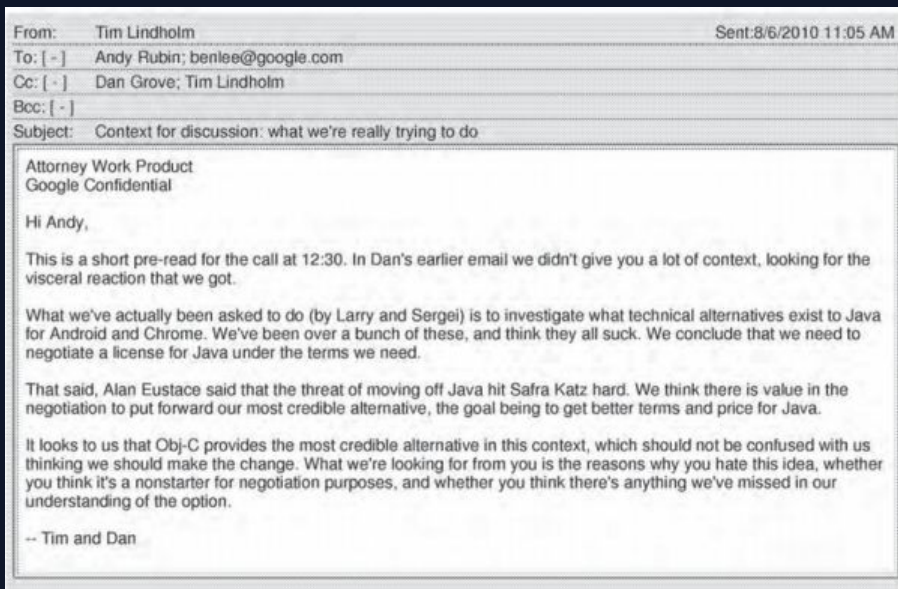 From: Tim Lindholm Sent:8/6/2010 11:05 AM
To: [ - ] Andy Rubin; benlee@google.com
Cc: [ - ] Dan Grove; Tim Lindholm
Bcc: [ - ]
Subject: Context for discussion: what we're really trying to do
Attorney Work Product
Google Confidential
Hi Andy,
This is a short pre-read for the call at 12:30. In Dan's earlier email we didn't give you a lot of context, looking for the
visceral reaction that we got.
What we've actually been asked to do (by Larry and Sergei) is to investigate what technical alternatives exist to Java
for Android and Chrome. We've been over a bunch of these, and think they all suck. We conclude that we need to
negotiate a license for Java under the terms we need.
That said, Alan Eustace said that the threat of moving off Java hit Safra Katz hard. We think there is value in the
negotiation to put forward our most credible alternative, the goal being to get better terms and price for Java.
It looks to us that Obj-C provides the most credible alternative in this context, which should not be confused with us
thinking we should make the change. What we're looking for from you is the reasons why you hate this idea, whether
you think it's a nonstarter for negotiation purposes, and whether you think there's anything we've missed in our
understanding of the option.
-- Tim and Dan